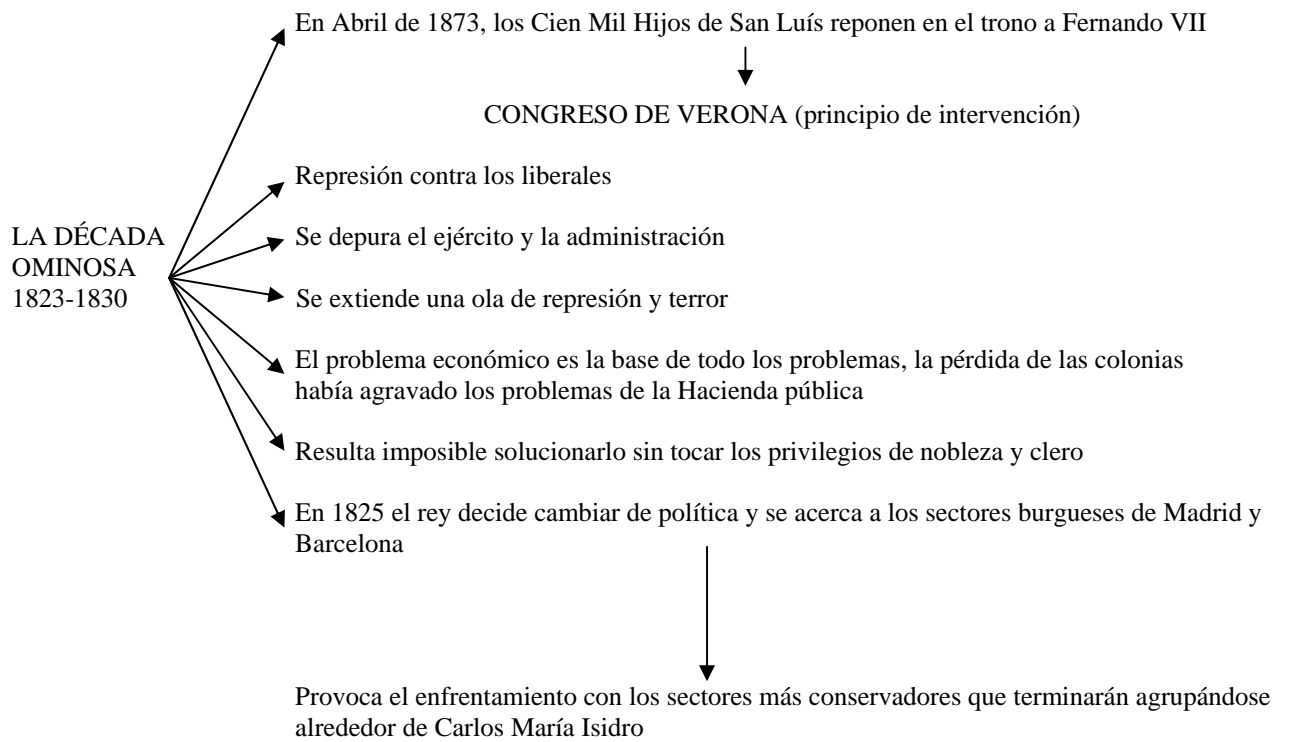 En Abril de 1873, los Cien Mil Hijos de San Luís reponen en el trono a Fernando VII
CONGRESO DE VERONA (principio de intervención)
Represión contra los liberales
LA DÉCADA
OMINOSA
1823-1830
Se depura el ejército y la administración
Se extiende una ola de represión y terror
El problema económico es la base de todo los problemas, la pérdida de las colonias
había agravado los problemas de la Hacienda pública
Resulta imposible solucionarlo sin tocar los privilegios de nobleza y clero
En 1825 el rey decide cambiar de política y se acerca a los sectores burgueses de Madrid y
Barcelona
Provoca el enfrentamiento con los sectores más conservadores que terminarán agrupándose
alrededor de Carlos María Isidro